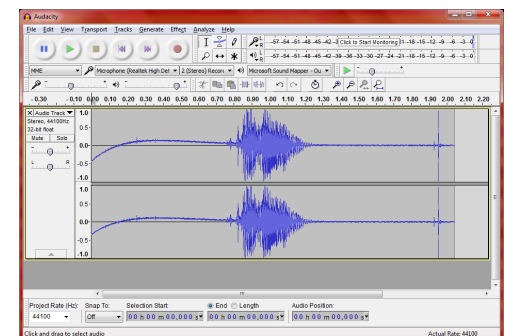 Audacity
File Edit View Transport Tracks Generate Effect Analyze Help
L R -57 -54 -51 -48 -45 -42 -3 Click to Start Monitoring 1 -18 -15 -12 -9 -6 -3 0
L R -57 -54 -51 -48 -45 -42 -39 -36 -33 -30 -27 -24 -21 -18 -15 -12 -9 -6 -3 0
MME Microphone (Realtek High Def 2 (Stereo) Recor Microsoft Sound Mapper - Ou
-0.30 -0.10 0.00 0.10 0.20 0.30 0.40 0.50 0.60 0.70 0.80 0.90 1.00 1.10 1.20 1.30 1.40 1.50 1.60 1.70 1.80 1.90 2.00 2.10 2.20
X Audio Track 1.0
Stereo, 44100Hz
32-bit float 0.5
Mute Solo
- + 0.0
L R -0.5
-1.0
1.0
0.5
0.0
-0.5
-1.0
Project Rate (Hz): Snap To: Selection Start: End Length Audio Position:
44100 Off 00 h 00 m 00,000 s 00 h 00 m 00,000 s 00 h 00 m 00,000 s
Click and drag to select audio Actual Rate: 44100